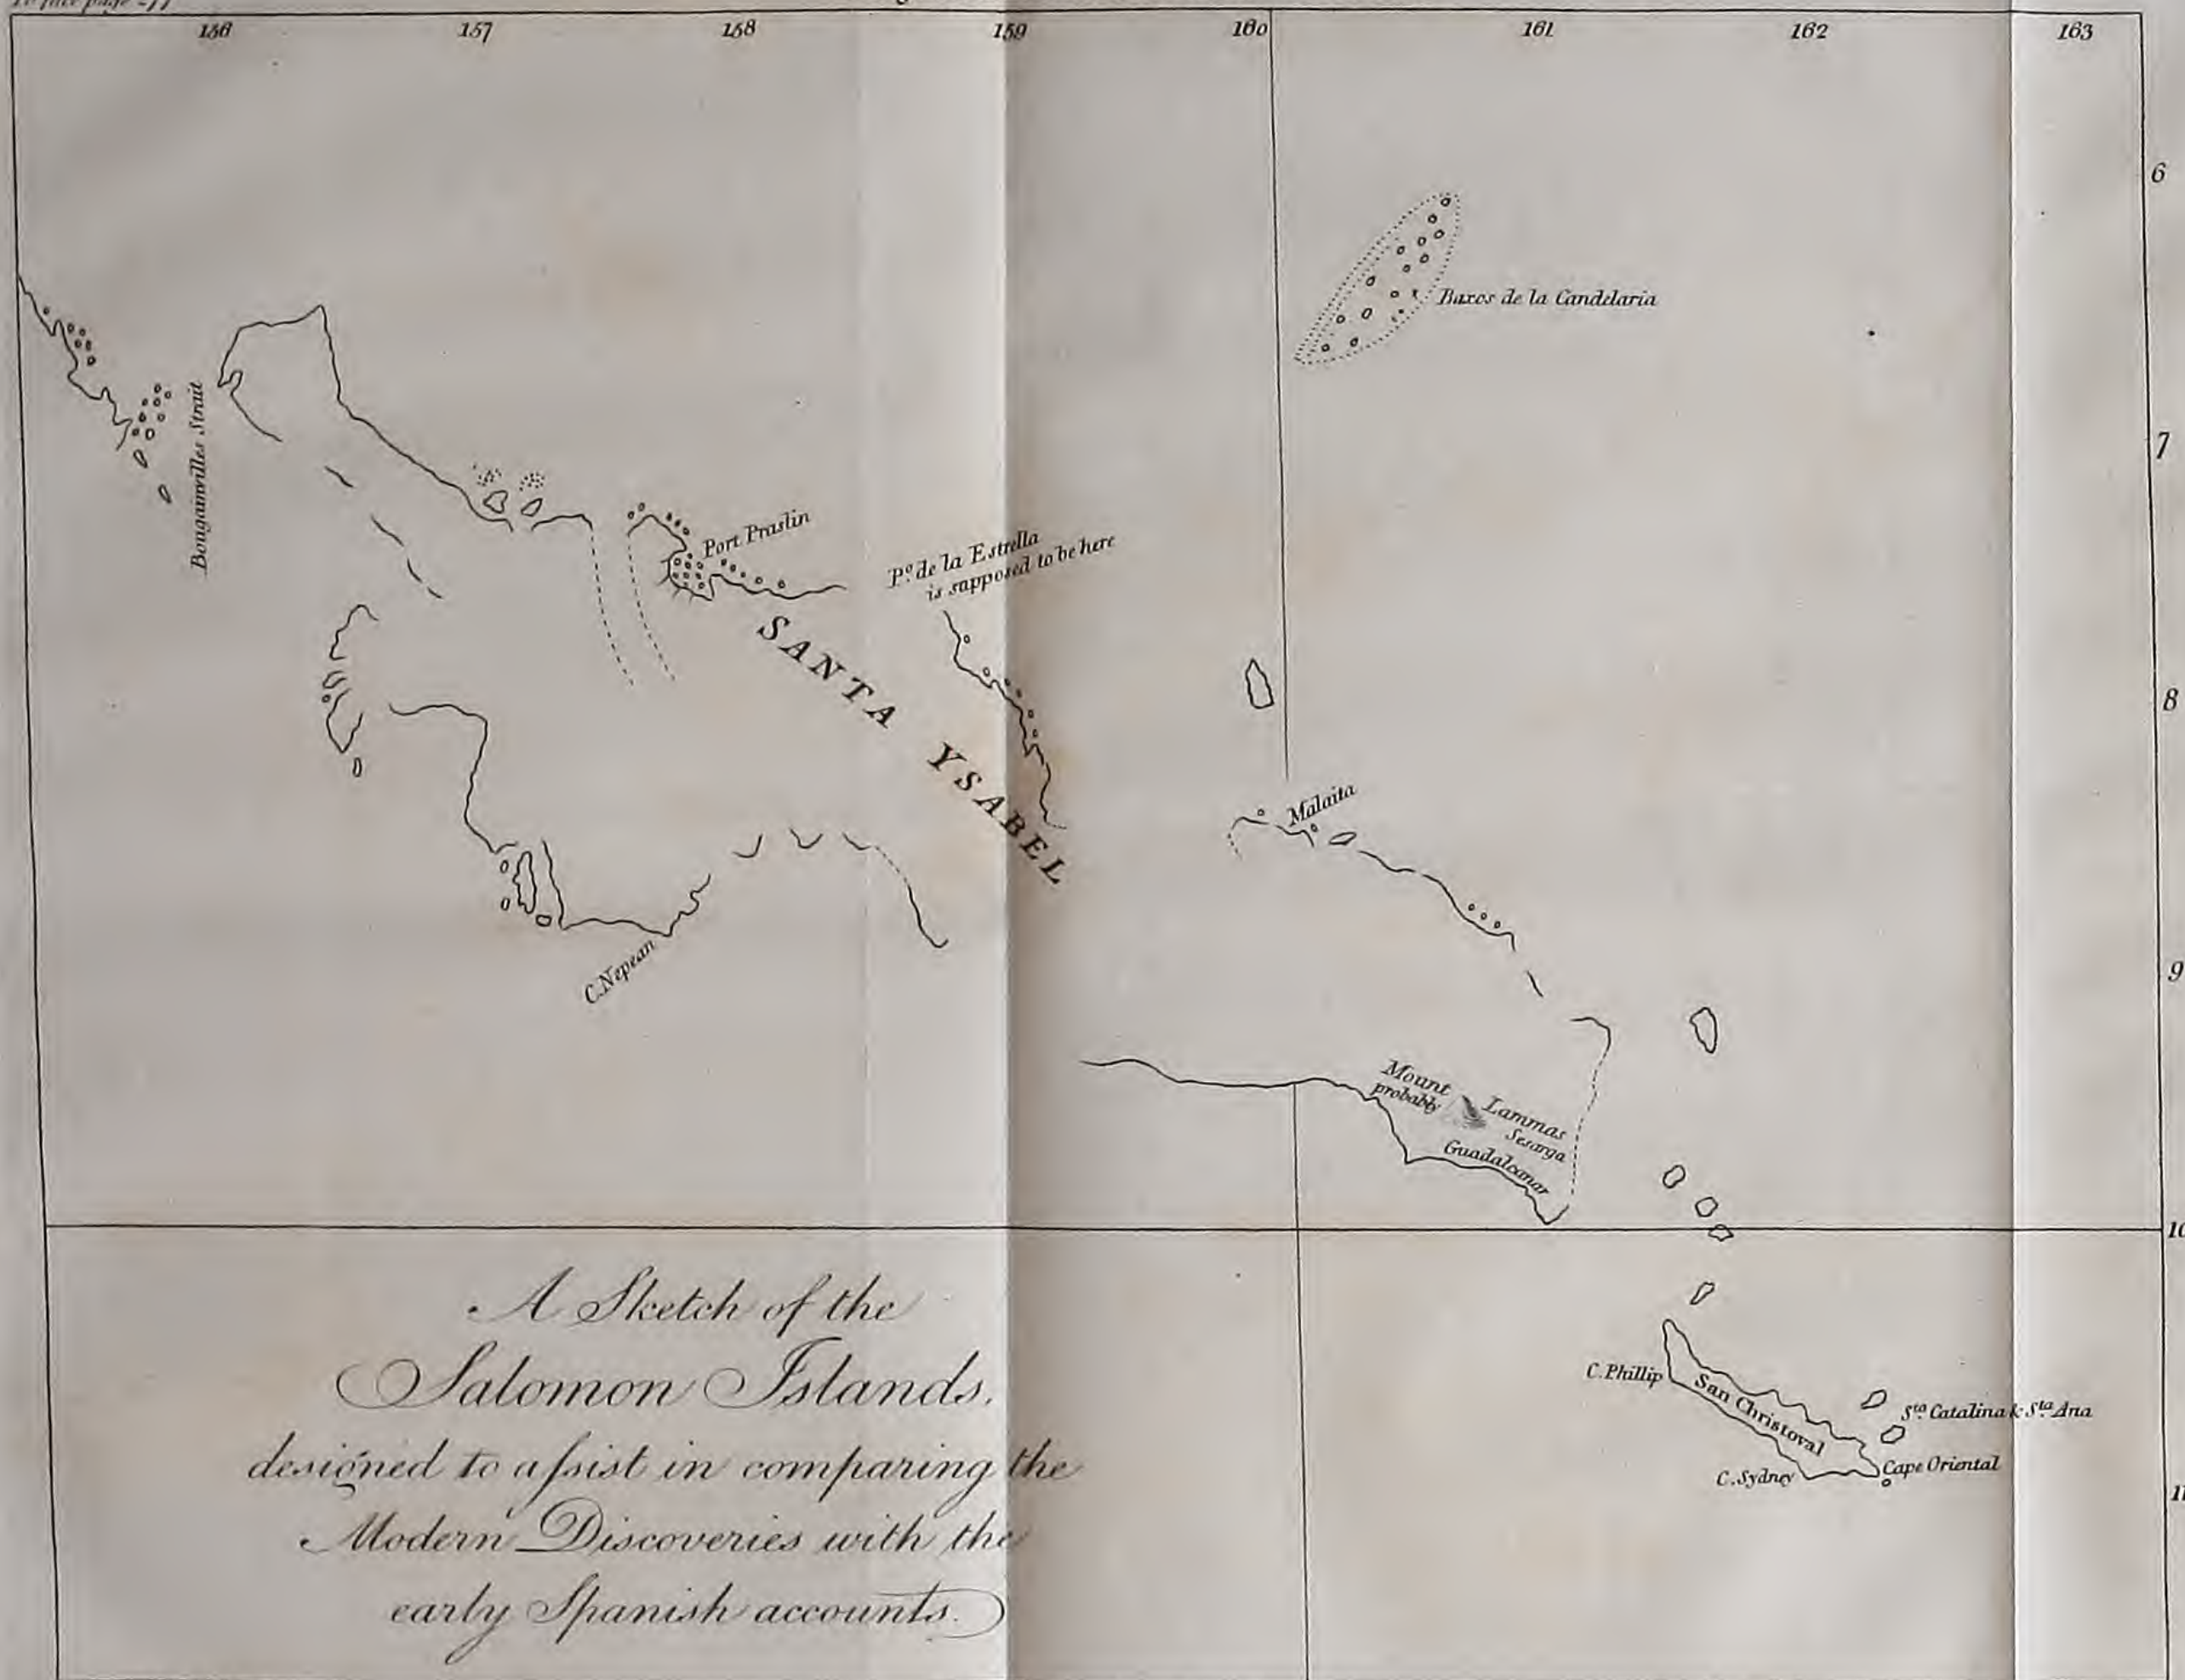 156 157 158 159 160 161 162 163
6
Baxos de la Candelaria
Bougainvilles Strait
7
Port Praslin
Po. de la Estrella
is supposed to be here
SANTA YSABEL
8
Malaita
C. Nepean
9
Mount Lammas
probably Sesarga
Guadalcanar
10
C. Phillip
San Christoval
Sta. Catalina & Sta. Ana
Cape Oriental
C. Sydney
11
A Sketch of the
Salomon Islands,
designed to assist in comparing the
Modern Discoveries with the
early Spanish accounts.